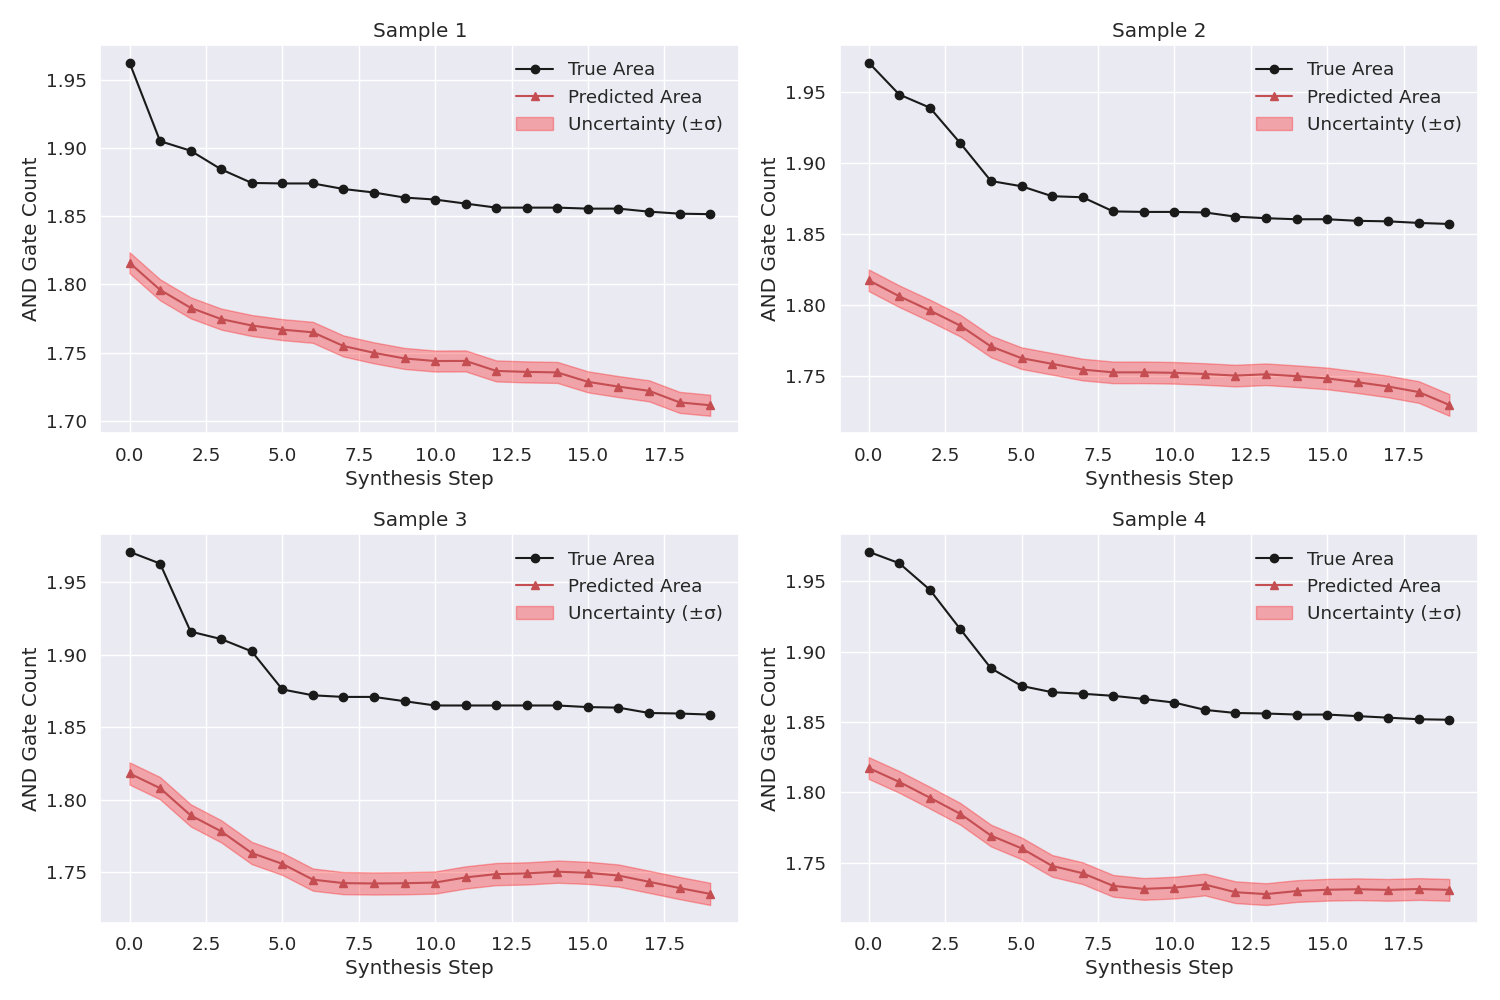 Sample 1
AND Gate Count
1.95
1.90
1.85
1.80
1.75
1.70
True Area
Predicted Area
Uncertainty (±σ)
0.0 2.5 5.0 7.5 10.0 12.5 15.0 17.5
Synthesis Step
Sample 2
AND Gate Count
1.95
1.90
1.85
1.80
1.75
True Area
Predicted Area
Uncertainty (±σ)
0.0 2.5 5.0 7.5 10.0 12.5 15.0 17.5
Synthesis Step
Sample 3
AND Gate Count
1.95
1.90
1.85
1.80
1.75
True Area
Predicted Area
Uncertainty (±σ)
0.0 2.5 5.0 7.5 10.0 12.5 15.0 17.5
Synthesis Step
Sample 4
AND Gate Count
1.95
1.90
1.85
1.80
1.75
True Area
Predicted Area
Uncertainty (±σ)
0.0 2.5 5.0 7.5 10.0 12.5 15.0 17.5
Synthesis Step